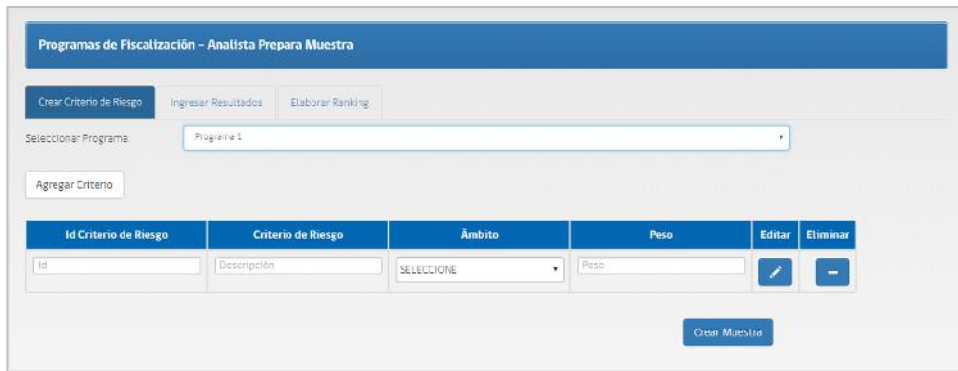 Programas de Fiscalización – Analista Prepara Muestra
Crear Criterio de Riesgo Ingresar Resultados Elaborar Ranking
Seleccionar Programa: Programa 1
Agregar Criterio
Id Criterio de Riesgo Criterio de Riesgo Ámbito Peso Editar Eliminar
Id Descripción SELECCIONE Peso
Crear Muestra